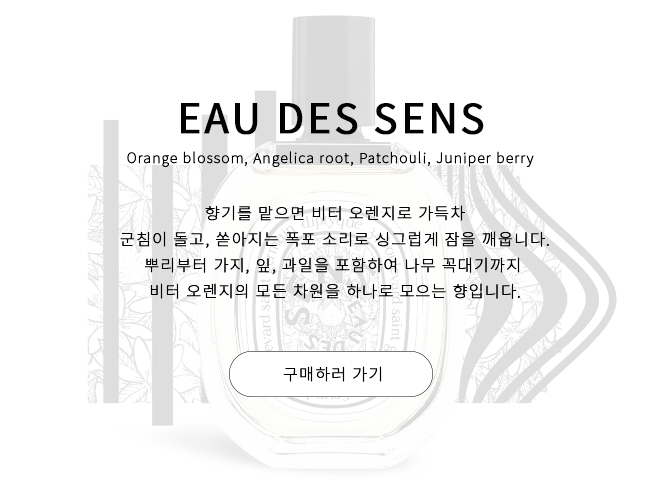 EAU DES SENS
Orange blossom, Angelica root, Patchouli, Juniper berry
향기를 맡으면 비터 오렌지로 가득차
군침이 돌고, 쏟아지는 폭포 소리로 싱그럽게 잠을 깨웁니다.
뿌리부터 가지, 잎, 과일을 포함하여 나무 꼭대기까지
비터 오렌지의 모든 차원을 하나로 모으는 향입니다.
구매하러 가기